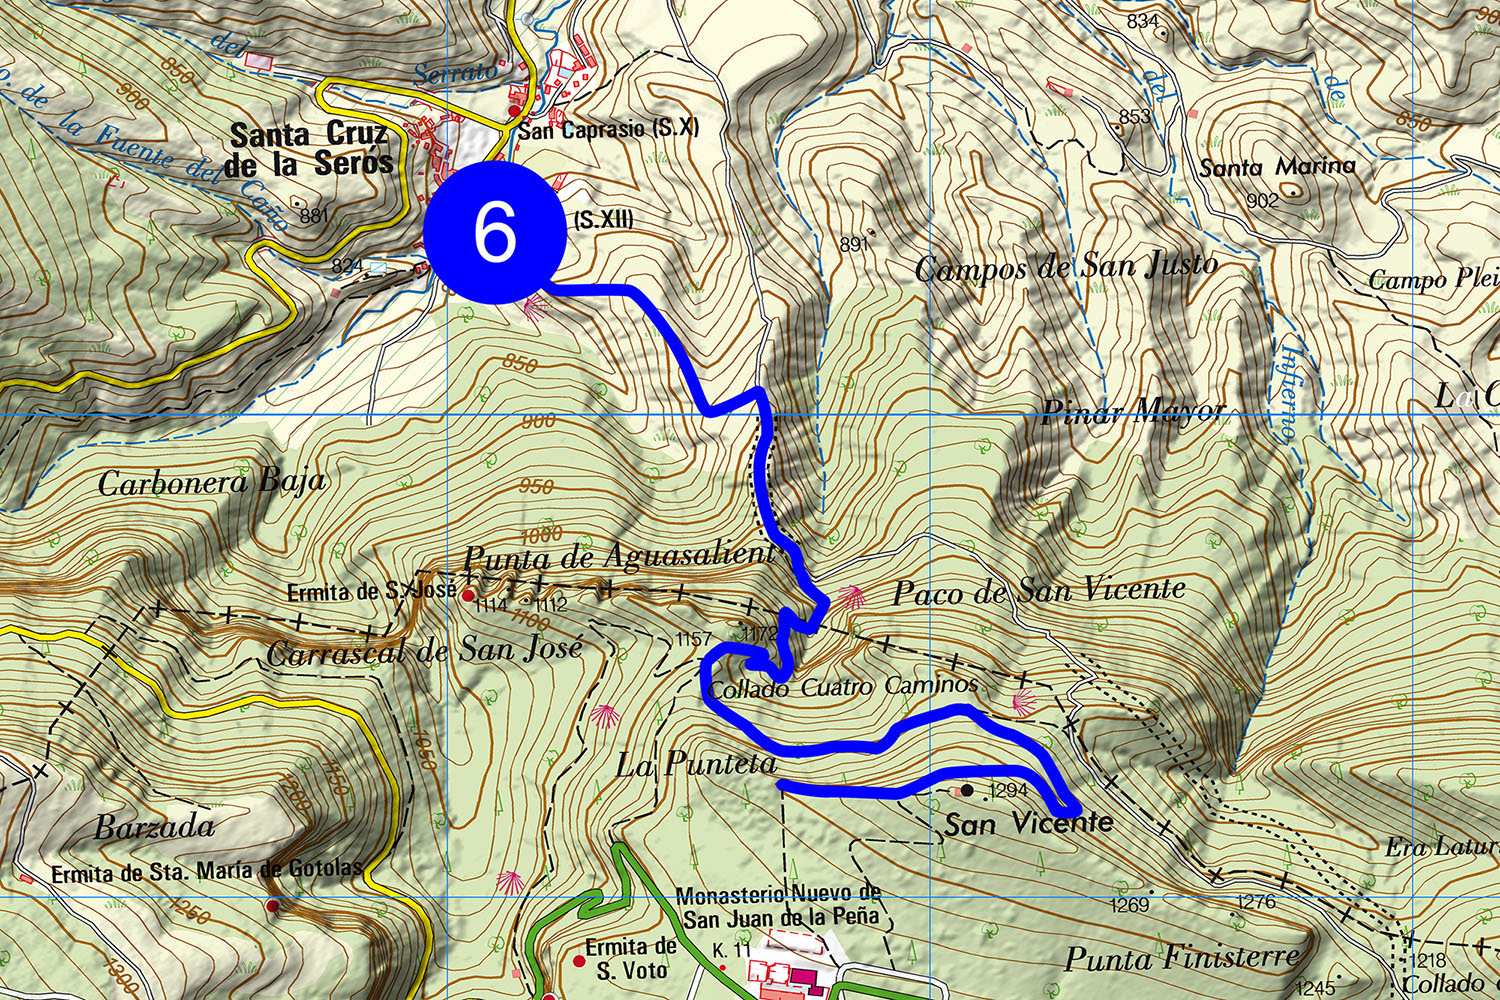 834
del
Serrato
850
900
de
del
853
850
Santa Cruz
de la Serós
San Caprasio (S.X)
o. de la Fuente del Caño
Santa Marina
902
881
6
(S.XII)
891
824
Campos de San Justo
Campo Plei
850
Infierno
900
Pinar Mayor
Carbonera Baja
950
1000
Punta de Aguasalient
Ermita de S. José
1114
1112
1100
Paco de San Vicente
1157
1172
Carrascal de San José
Collado Cuatro Caminos
1050
La Punteta
1150
1200
1294
San Vicente
Barzada
Era Latur
Ermita de Sta. María de Gotolas
1250
Monasterio Nuevo de
San Juan de la Peña
1269
1276
K. 11
Ermita de
S. Voto
Punta Finisterre
1218
1300
1245
Collado